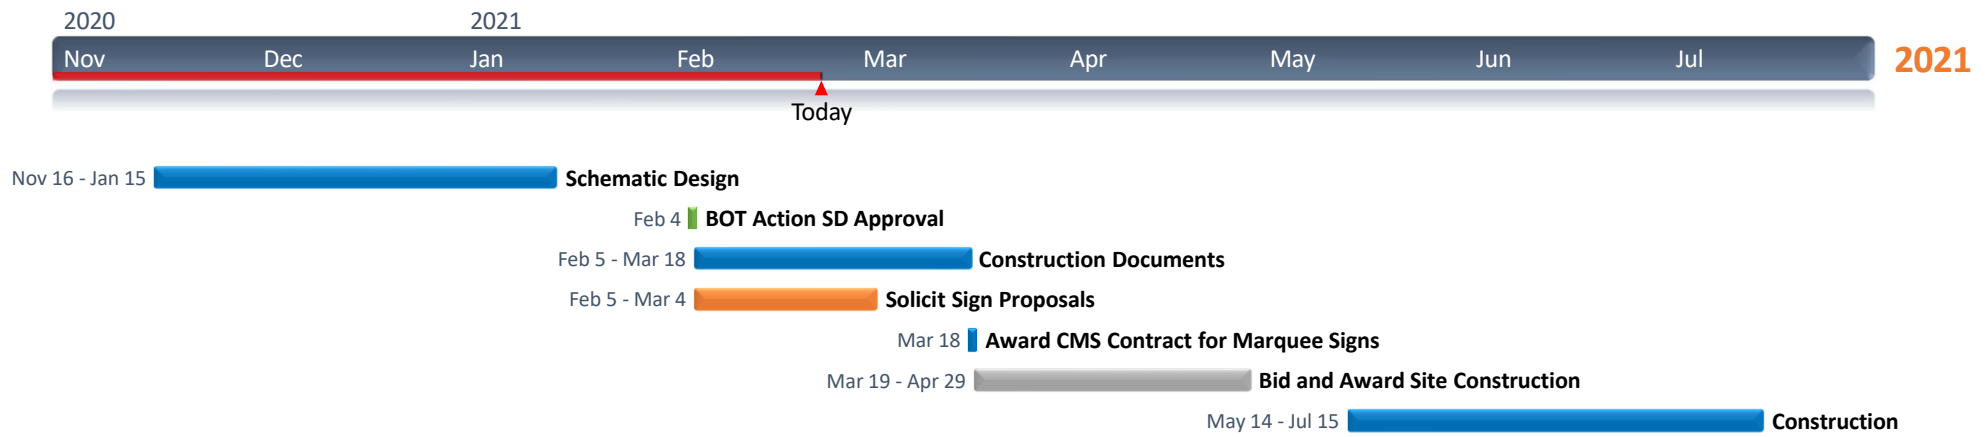 2020 2021
Nov Dec Jan Feb Mar Apr May Jun Jul 2021
Today
Nov 16 - Jan 15 Schematic Design
Feb 4 BOT Action SD Approval
Feb 5 - Mar 18 Construction Documents
Feb 5 - Mar 4 Solicit Sign Proposals
Mar 18 Award CMS Contract for Marquee Signs
Mar 19 - Apr 29 Bid and Award Site Construction
May 14 - Jul 15 Construction